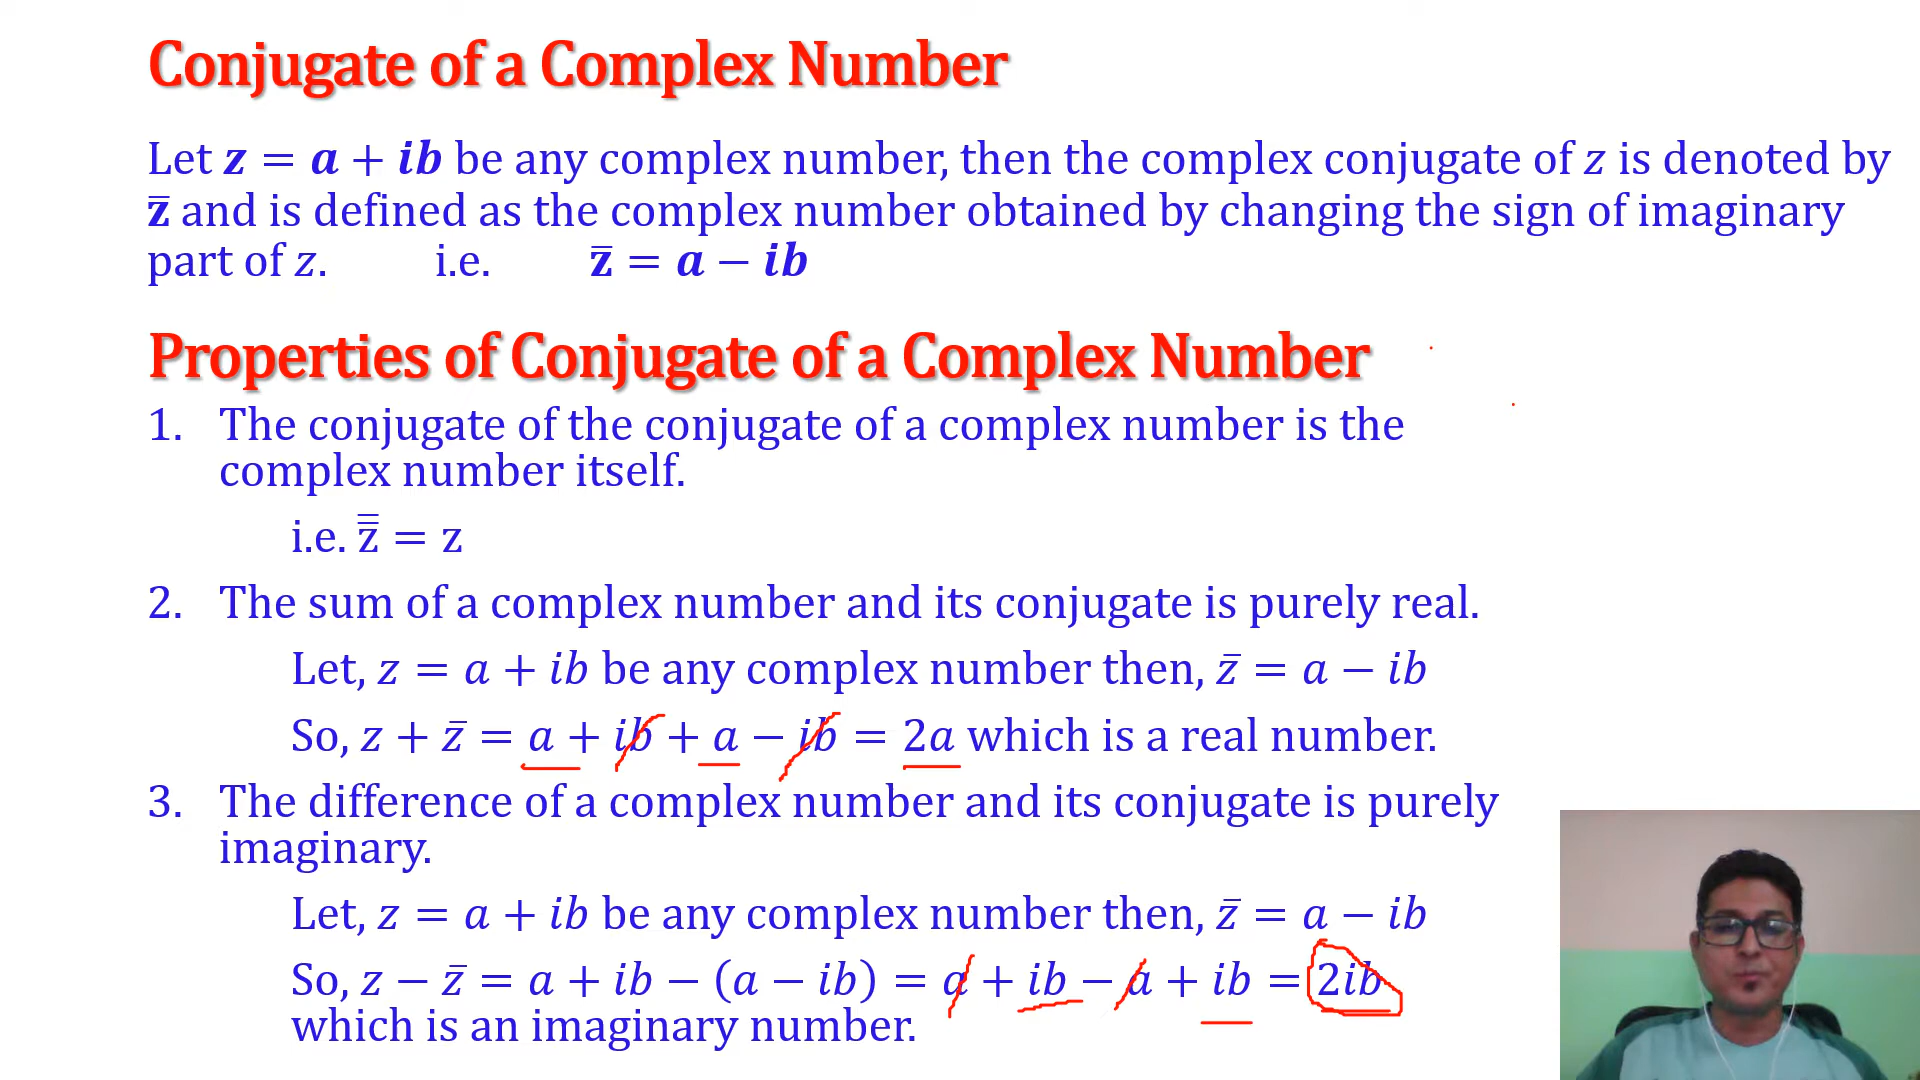 Conjugate of a Complex Number
Let z = a + ib be any complex number, then the complex conjugate of z is denoted by
z̄ and is defined as the complex number obtained by changing the sign of imaginary
part of z. i.e. z̄ = a − ib
Properties of Conjugate of a Complex Number
1. The conjugate of the conjugate of a complex number is the
complex number itself.
i.e. z̿ = z
2. The sum of a complex number and its conjugate is purely real.
Let, z = a + ib be any complex number then, z̄ = a − ib
So, z + z̄ = a + ib + a − ib = 2a which is a real number.
3. The difference of a complex number and its conjugate is purely
imaginary.
Let, z = a + ib be any complex number then, z̄ = a − ib
So, z − z̄ = a + ib − (a − ib) = a + ib − a + ib = 2ib
which is an imaginary number.